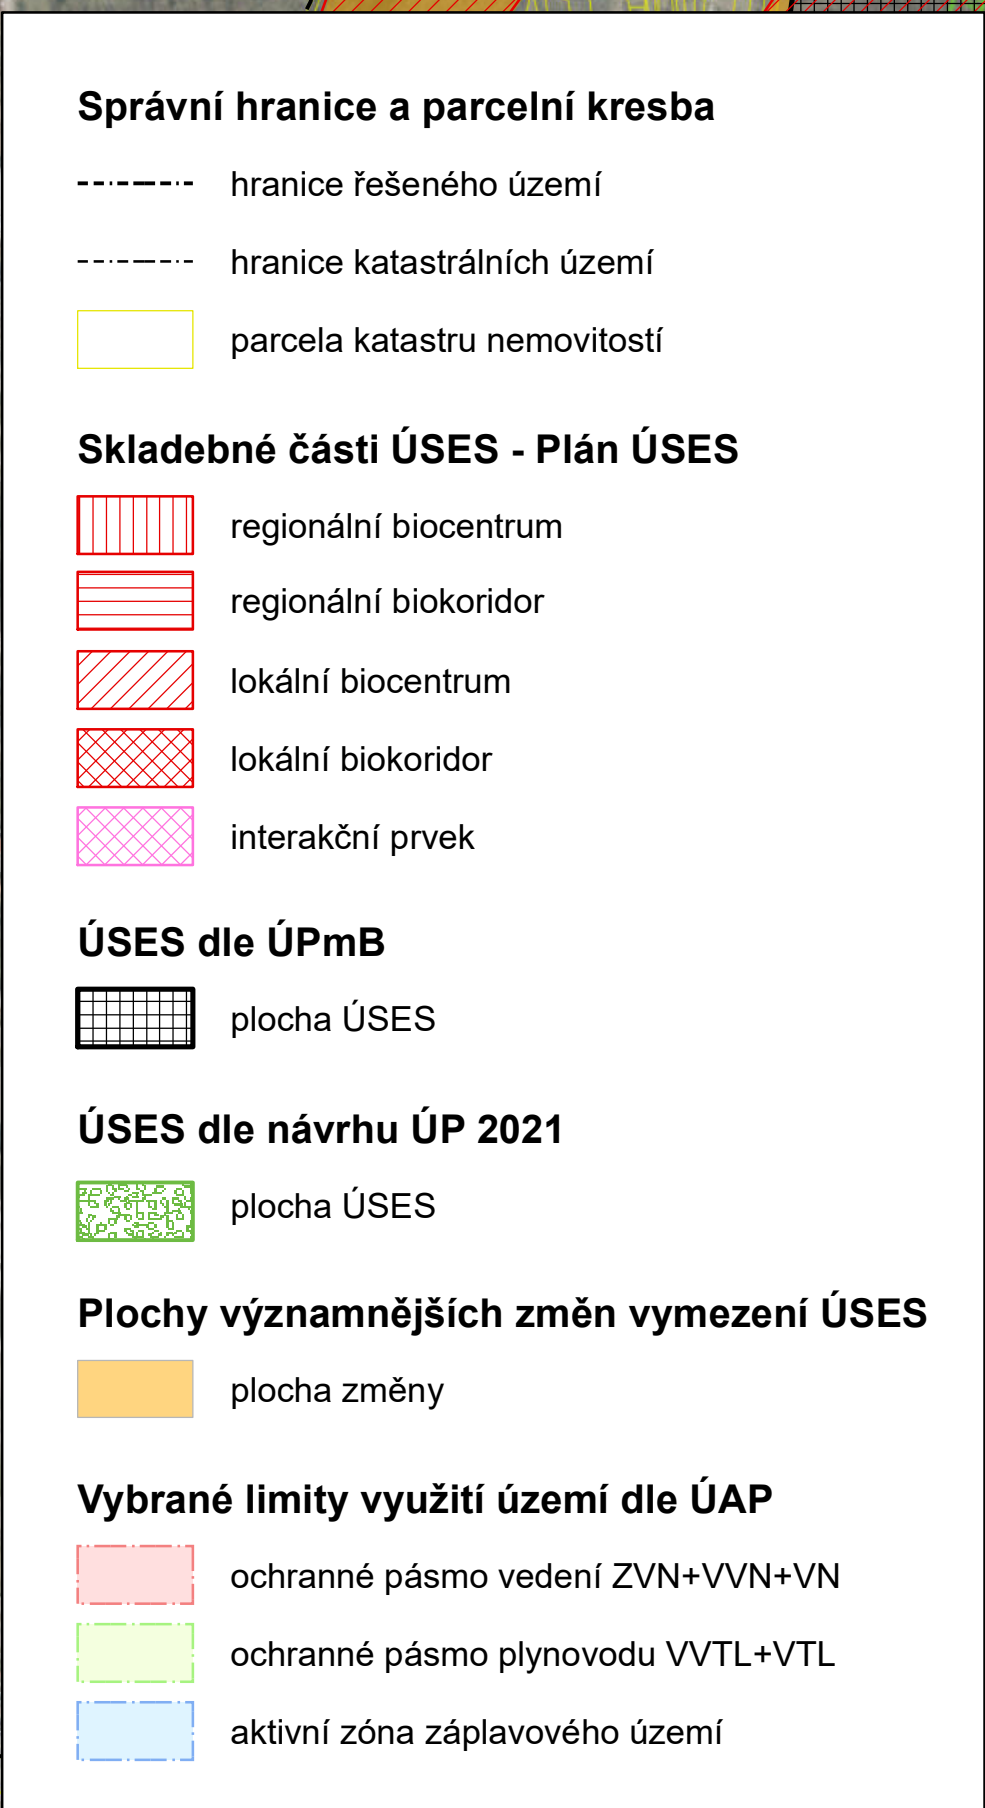 Správní hranice a parcelní kresba
hranice řešeného území
hranice katastrálních území
parcela katastru nemovitostí
Skladebné části ÚSES - Plán ÚSES
regionální biocentrum
regionální biokoridor
lokální biocentrum
lokální biokoridor
interakční prvek
ÚSES dle ÚPmB
plocha ÚSES
ÚSES dle návrhu ÚP 2021
plocha ÚSES
Plochy významnějších změn vymezení ÚSES
plocha změny
Vybrané limity využití území dle ÚAP
ochranné pásmo vedení ZVN+VVN+VN
ochranné pásmo plynovodu VVTL+VTL
aktivní zóna záplavového území